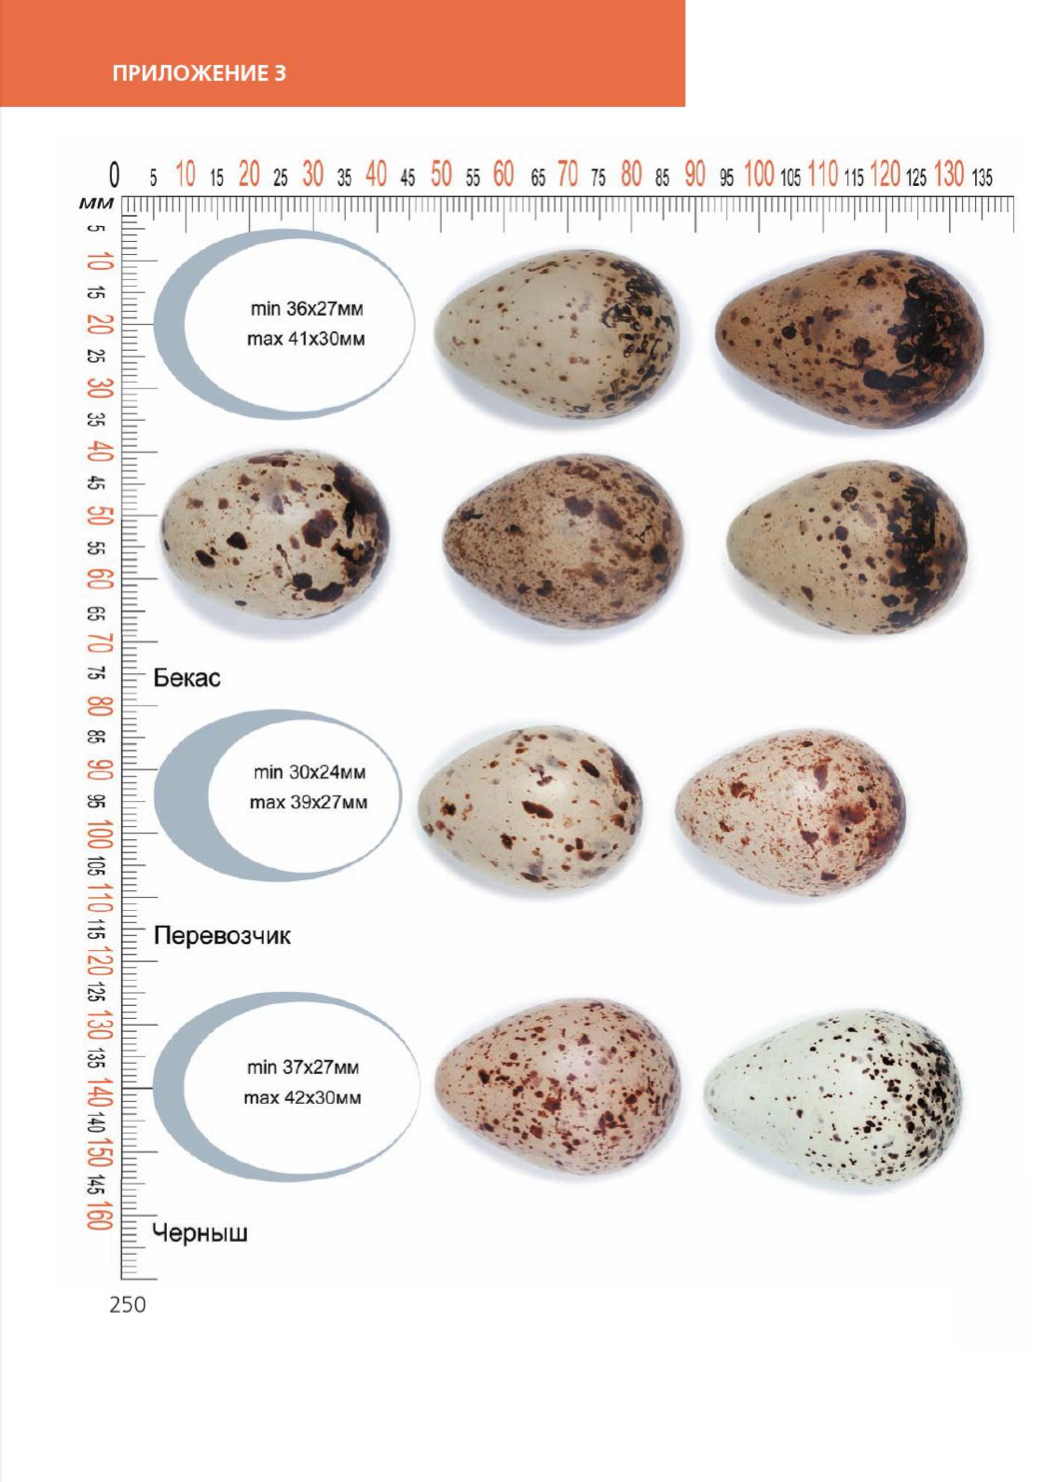 ПРИЛОЖЕНИЕ 3
0 5 10 15 20 25 30 35 40 45 50 55 60 65 70 75 80 85 90 95 100 105 110 115 120 125 130 135
мм
5
10
15
20
25
30
35
40
45
50
55
60
65
70
75
80
85
90
95
100
105
110
115
120
125
130
135
140
140
150
145
160
min 36x27мм
max 41x30мм
Бекас
min 30x24мм
max 39x27мм
Перевозчик
min 37x27мм
max 42x30мм
Черныш
250